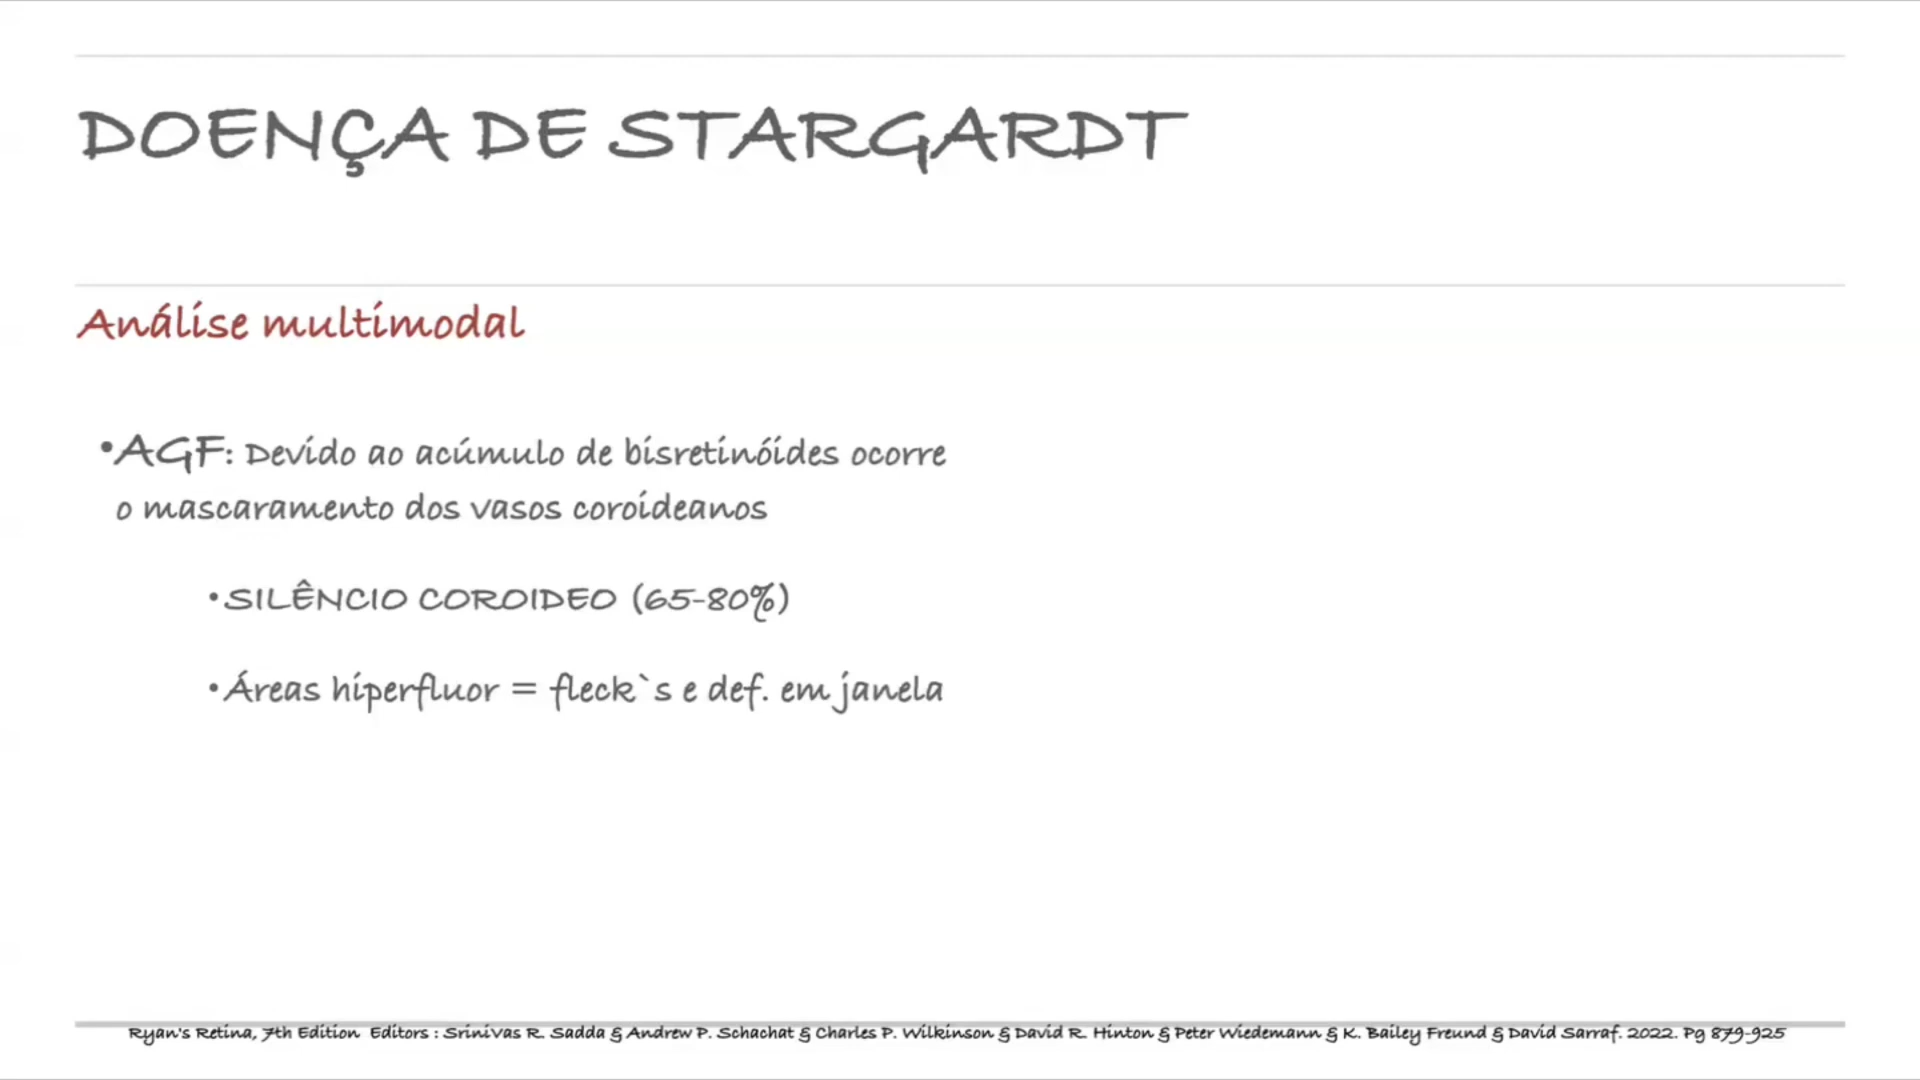 DOENÇA DE STARGARDT
Análise multimodal
•AGF: Devido ao acúmulo de bisretinóides ocorre
o mascaramento dos vasos coroideanos
•SILÊNCIO COROIDEO (65-80%)
•Áreas hiperfluor = fleck`s e def. em janela
Ryan's Retina, 7th Edition Editors : Srinivas R. Sadda & Andrew P. Schachat & Charles P. Wilkinson & David R. Hinton & Peter Wiedemann & K. Bailey Freund & David Sarraf. 2022. Pg 879-925